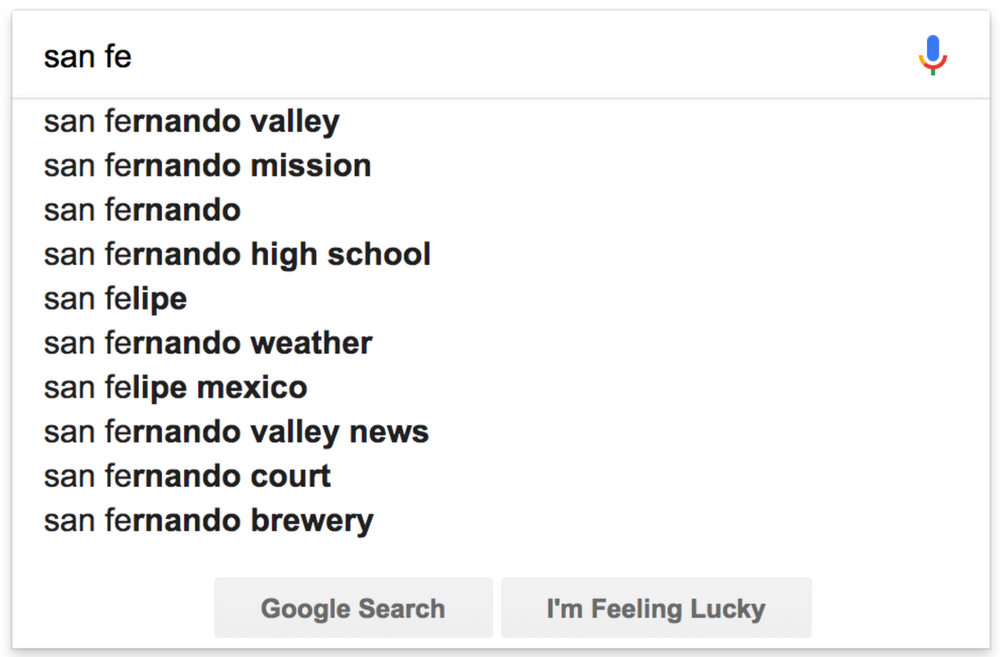 san fe
san fernando valley
san fernando mission
san fernando
san fernando high school
san felipe
san fernando weather
san felipe mexico
san fernando valley news
san fernando court
san fernando brewery
Google Search I'm Feeling Lucky